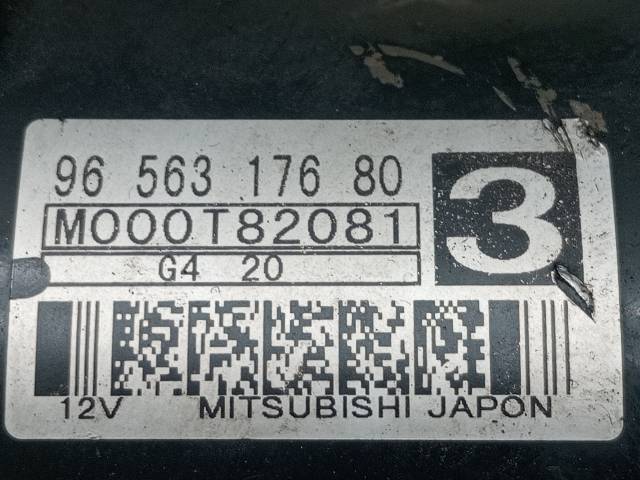 96 563 176 80
M000T82081
G4 20
3
12V MITSUBISHI JAPON